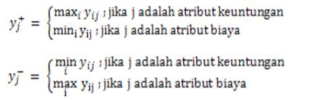 y_j^+ = { max_i y_ij ; jika j adalah atribut keuntungan
min_i y_ij ; jika j adalah atribut biaya
y_j^- = { min_i y_ij ; jika j adalah atribut keuntungan
max_i y_ij ; jika j adalah atribut biaya